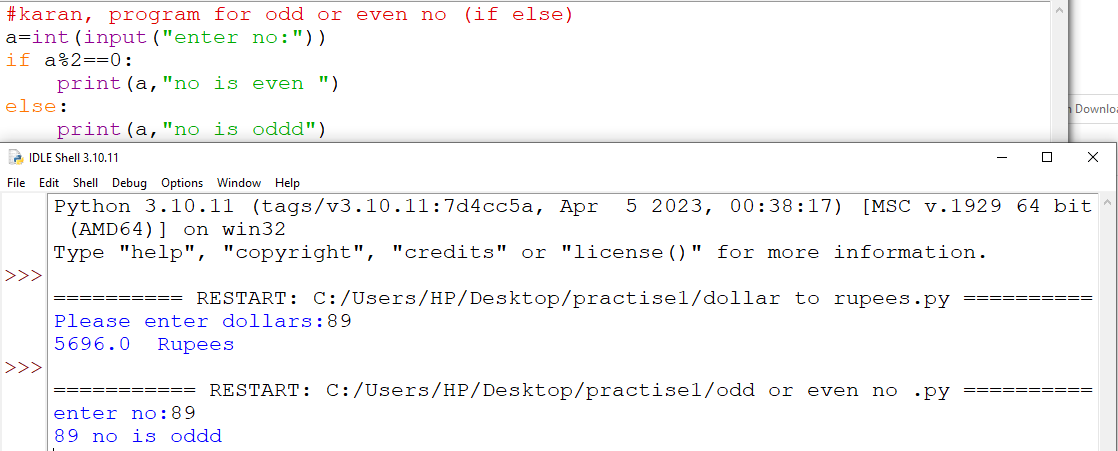 #karan, program for odd or even no (if else)
a=int(input("enter no:"))
if a%2==0:
    print(a,"no is even ")
else:
    print(a,"no is oddd")
IDLE Shell 3.10.11
File Edit Shell Debug Options Window Help
Python 3.10.11 (tags/v3.10.11:7d4cc5a, Apr  5 2023, 00:38:17) [MSC v.1929 64 bit
 (AMD64)] on win32
Type "help", "copyright", "credits" or "license()" for more information.
>>>
========== RESTART: C:/Users/HP/Desktop/practise1/dollar to rupees.py ==========
Please enter dollars:89
5696.0  Rupees
>>>
=========== RESTART: C:/Users/HP/Desktop/practise1/odd or even no .py ==========
enter no:89
89 no is oddd